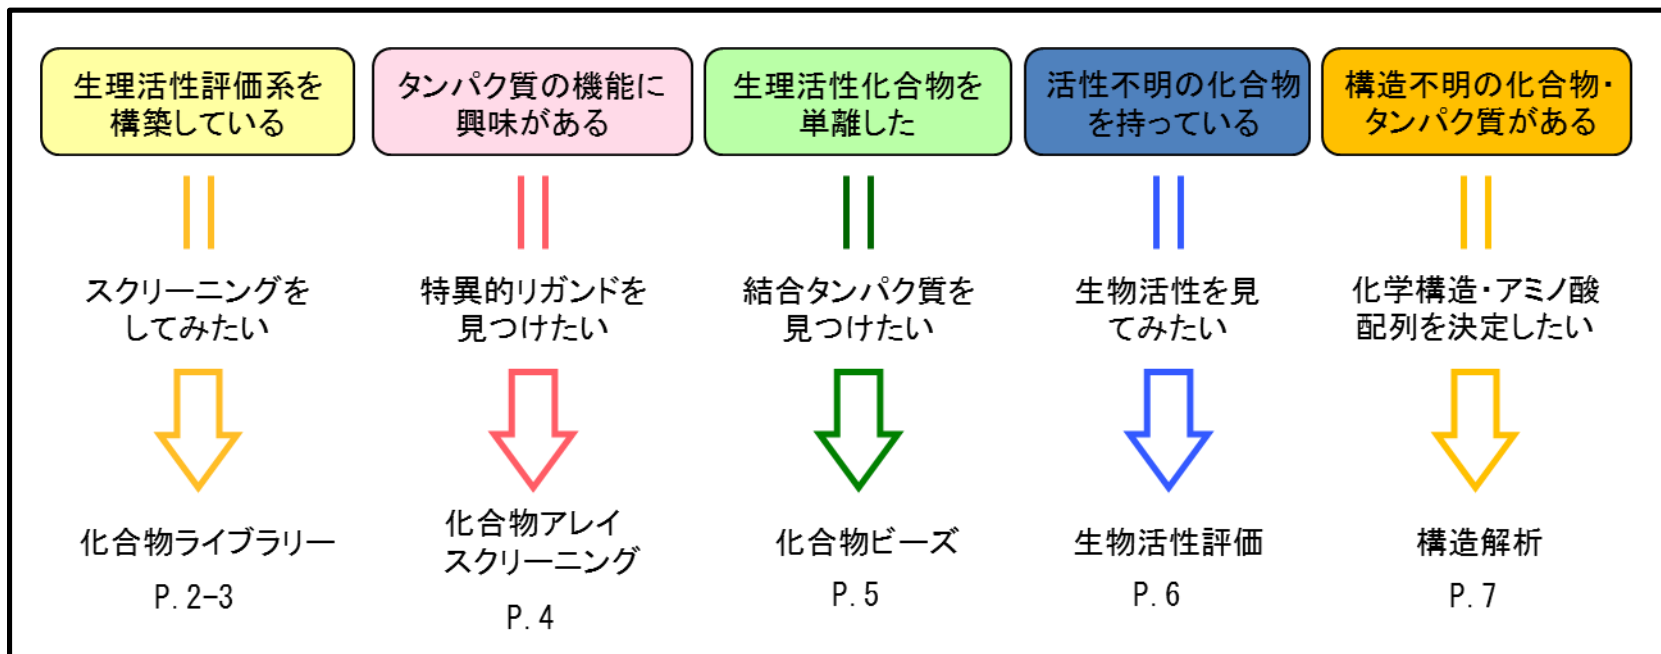 生理活性評価系を
構築している
タンパク質の機能に
興味がある
生理活性化合物を
単離した
活性不明の化合物
を持っている
構造不明の化合物・
タンパク質がある
スクリーニングを
してみたい
特異的リガンドを
見つけたい
結合タンパク質を
見つけたい
生物活性を見
てみたい
化学構造・アミノ酸
配列を決定したい
化合物ライブラリー
P.2-3
化合物アレイ
スクリーニング
P.4
化合物ビーズ
P.5
生物活性評価
P.6
構造解析
P.7